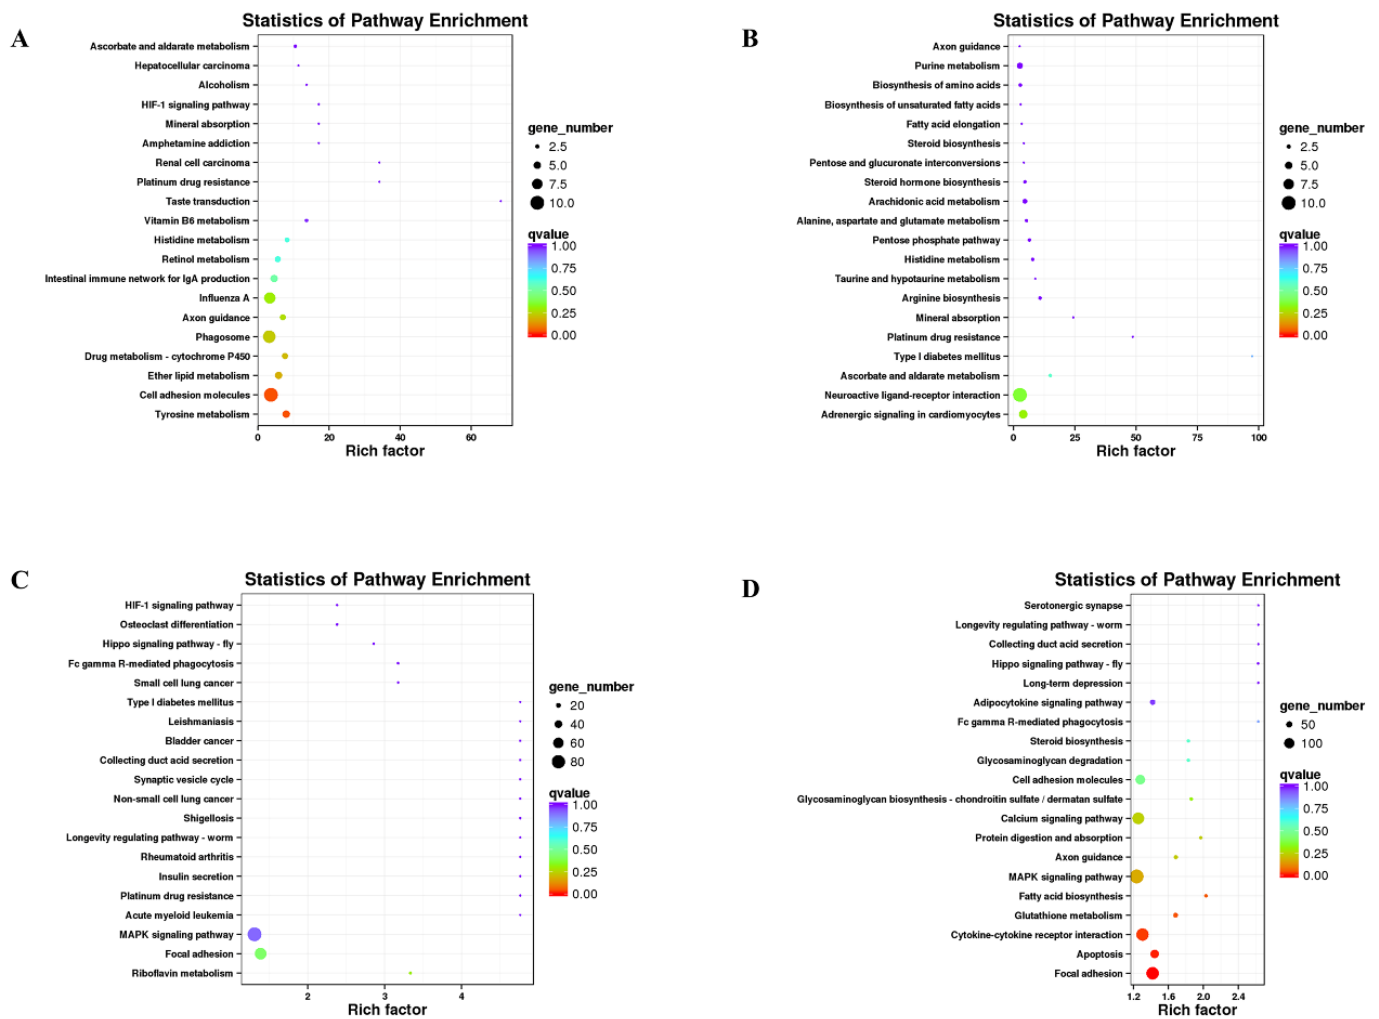 A
Statistics of Pathway Enrichment
Ascorbate and aldarate metabolism
Hepatocellular carcinoma
Alcoholism
HIF-1 signaling pathway
Mineral absorption
Amphetamine addiction
Renal cell carcinoma
Platinum drug resistance
Taste transduction
Vitamin B6 metabolism
Histidine metabolism
Retinol metabolism
Intestinal immune network for IgA production
Influenza A
Axon guidance
Phagosome
Drug metabolism - cytochrome P450
Ether lipid metabolism
Cell adhesion molecules
Tyrosine metabolism
0 20 40 60
Rich factor
gene_number
2.5
5.0
7.5
10.0
qvalue
1.00
0.75
0.50
0.25
0.00
B
Statistics of Pathway Enrichment
Axon guidance
Purine metabolism
Biosynthesis of amino acids
Biosynthesis of unsaturated fatty acids
Fatty acid elongation
Steroid biosynthesis
Pentose and glucuronate interconversions
Steroid hormone biosynthesis
Arachidonic acid metabolism
Alanine, aspartate and glutamate metabolism
Pentose phosphate pathway
Histidine metabolism
Taurine and hypotaurine metabolism
Arginine biosynthesis
Mineral absorption
Platinum drug resistance
Type I diabetes mellitus
Ascorbate and aldarate metabolism
Neuroactive ligand-receptor interaction
Adrenergic signaling in cardiomyocytes
0 25 50 75 100
Rich factor
gene_number
2.5
5.0
7.5
10.0
qvalue
1.00
0.75
0.50
0.25
0.00
C
Statistics of Pathway Enrichment
HIF-1 signaling pathway
Osteoclast differentiation
Hippo signaling pathway - fly
Fc gamma R-mediated phagocytosis
Small cell lung cancer
Type I diabetes mellitus
Leishmaniasis
Bladder cancer
Collecting duct acid secretion
Synaptic vesicle cycle
Non-small cell lung cancer
Shigellosis
Longevity regulating pathway - worm
Rheumatoid arthritis
Insulin secretion
Platinum drug resistance
Acute myeloid leukemia
MAPK signaling pathway
Focal adhesion
Riboflavin metabolism
2 3 4
Rich factor
gene_number
20
40
60
80
qvalue
1.00
0.75
0.50
0.25
0.00
D
Statistics of Pathway Enrichment
Serotonergic synapse
Longevity regulating pathway - worm
Collecting duct acid secretion
Hippo signaling pathway - fly
Long-term depression
Adipocytokine signaling pathway
Fc gamma R-mediated phagocytosis
Steroid biosynthesis
Glycosaminoglycan degradation
Cell adhesion molecules
Glycosaminoglycan biosynthesis - chondroitin sulfate / dermatan sulfate
Calcium signaling pathway
Protein digestion and absorption
Axon guidance
MAPK signaling pathway
Fatty acid biosynthesis
Glutathione metabolism
Cytokine-cytokine receptor interaction
Apoptosis
Focal adhesion
1.2 1.6 2.0 2.4
Rich factor
gene_number
50
100
qvalue
1.00
0.75
0.50
0.25
0.00